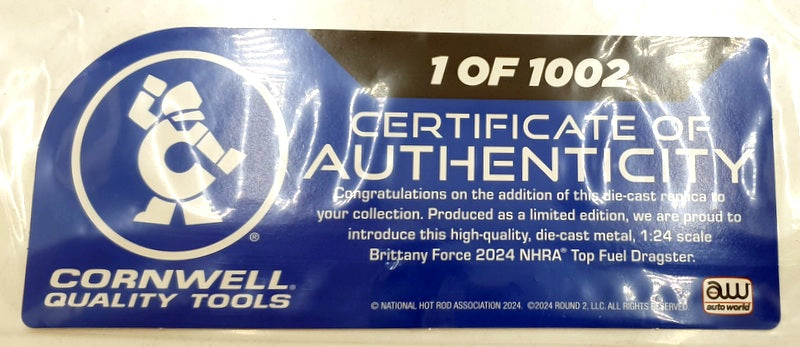 1 OF 1002
CERTIFICATE OF
AUTHENTICITY
Congratulations on the addition of this die-cast replica to
your collection. Produced as a limited edition, we are proud to
introduce this high-quality, die-cast metal, 1:24 scale
Brittany Force 2024 NHRA® Top Fuel Dragster.
®
CORNWELL®
QUALITY TOOLS
© NATIONAL HOT ROD ASSOCIATION 2024. ©2024 ROUND 2, LLC. ALL RIGHTS RESERVED.
aw
auto world